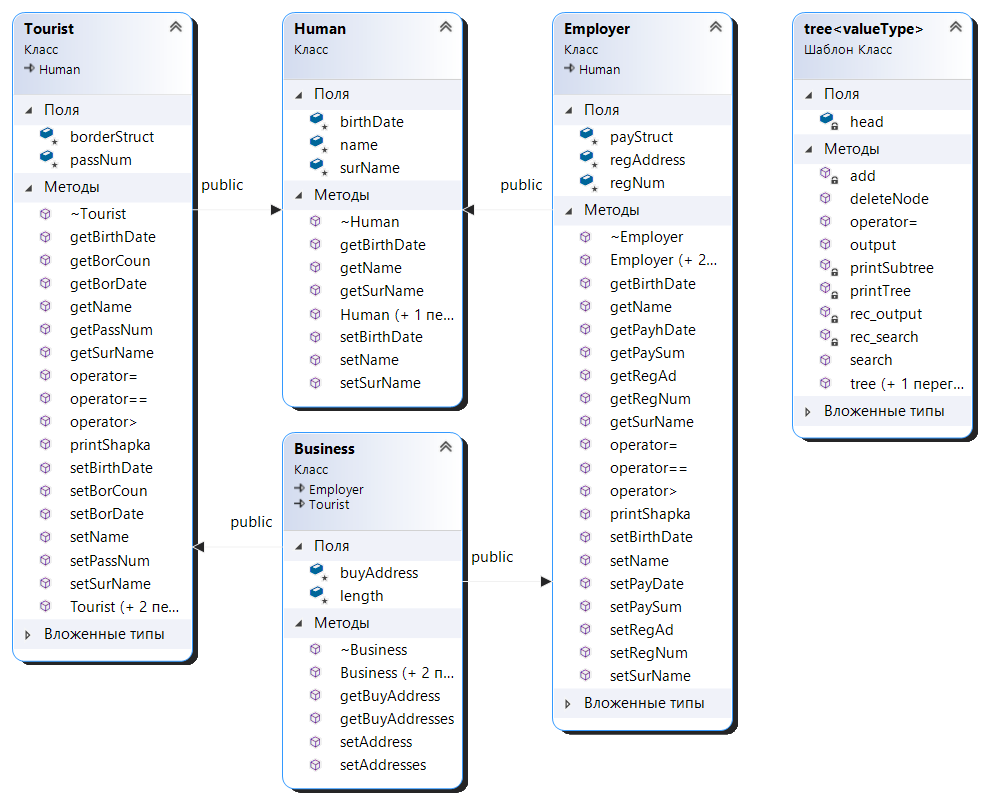 Tourist
Класс
Human
Поля
borderStruct
passNum
Методы
~Tourist
getBirthDate
getBorCoun
getBorDate
getName
getPassNum
getSurName
operator=
operator==
operator>
printShapka
setBirthDate
setBorCoun
setBorDate
setName
setPassNum
setSurName
Tourist (+ 2 пе...
Вложенные типы
public
Human
Класс
Поля
birthDate
name
surName
Методы
~Human
getBirthDate
getName
getSurName
Human (+ 1 пе...
setBirthDate
setName
setSurName
public
Business
Класс
Employer
Tourist
Поля
buyAddress
length
Методы
~Business
Business (+ 2 п...
getBuyAddress
getBuyAddresses
setAddress
setAddresses
public
public
Employer
Класс
Human
Поля
payStruct
regAddress
regNum
Методы
~Employer
Employer (+ 2...
getBirthDate
getName
getPayhDate
getPaySum
getRegAd
getRegNum
getSurName
operator=
operator==
operator>
printShapka
setBirthDate
setName
setPayDate
setPaySum
setRegAd
setRegNum
setSurName
Вложенные типы
tree<valueType>
Шаблон Класс
Поля
head
Методы
add
deleteNode
operator=
output
printSubtree
printTree
rec_output
rec_search
search
tree (+ 1 перег...
Вложенные типы